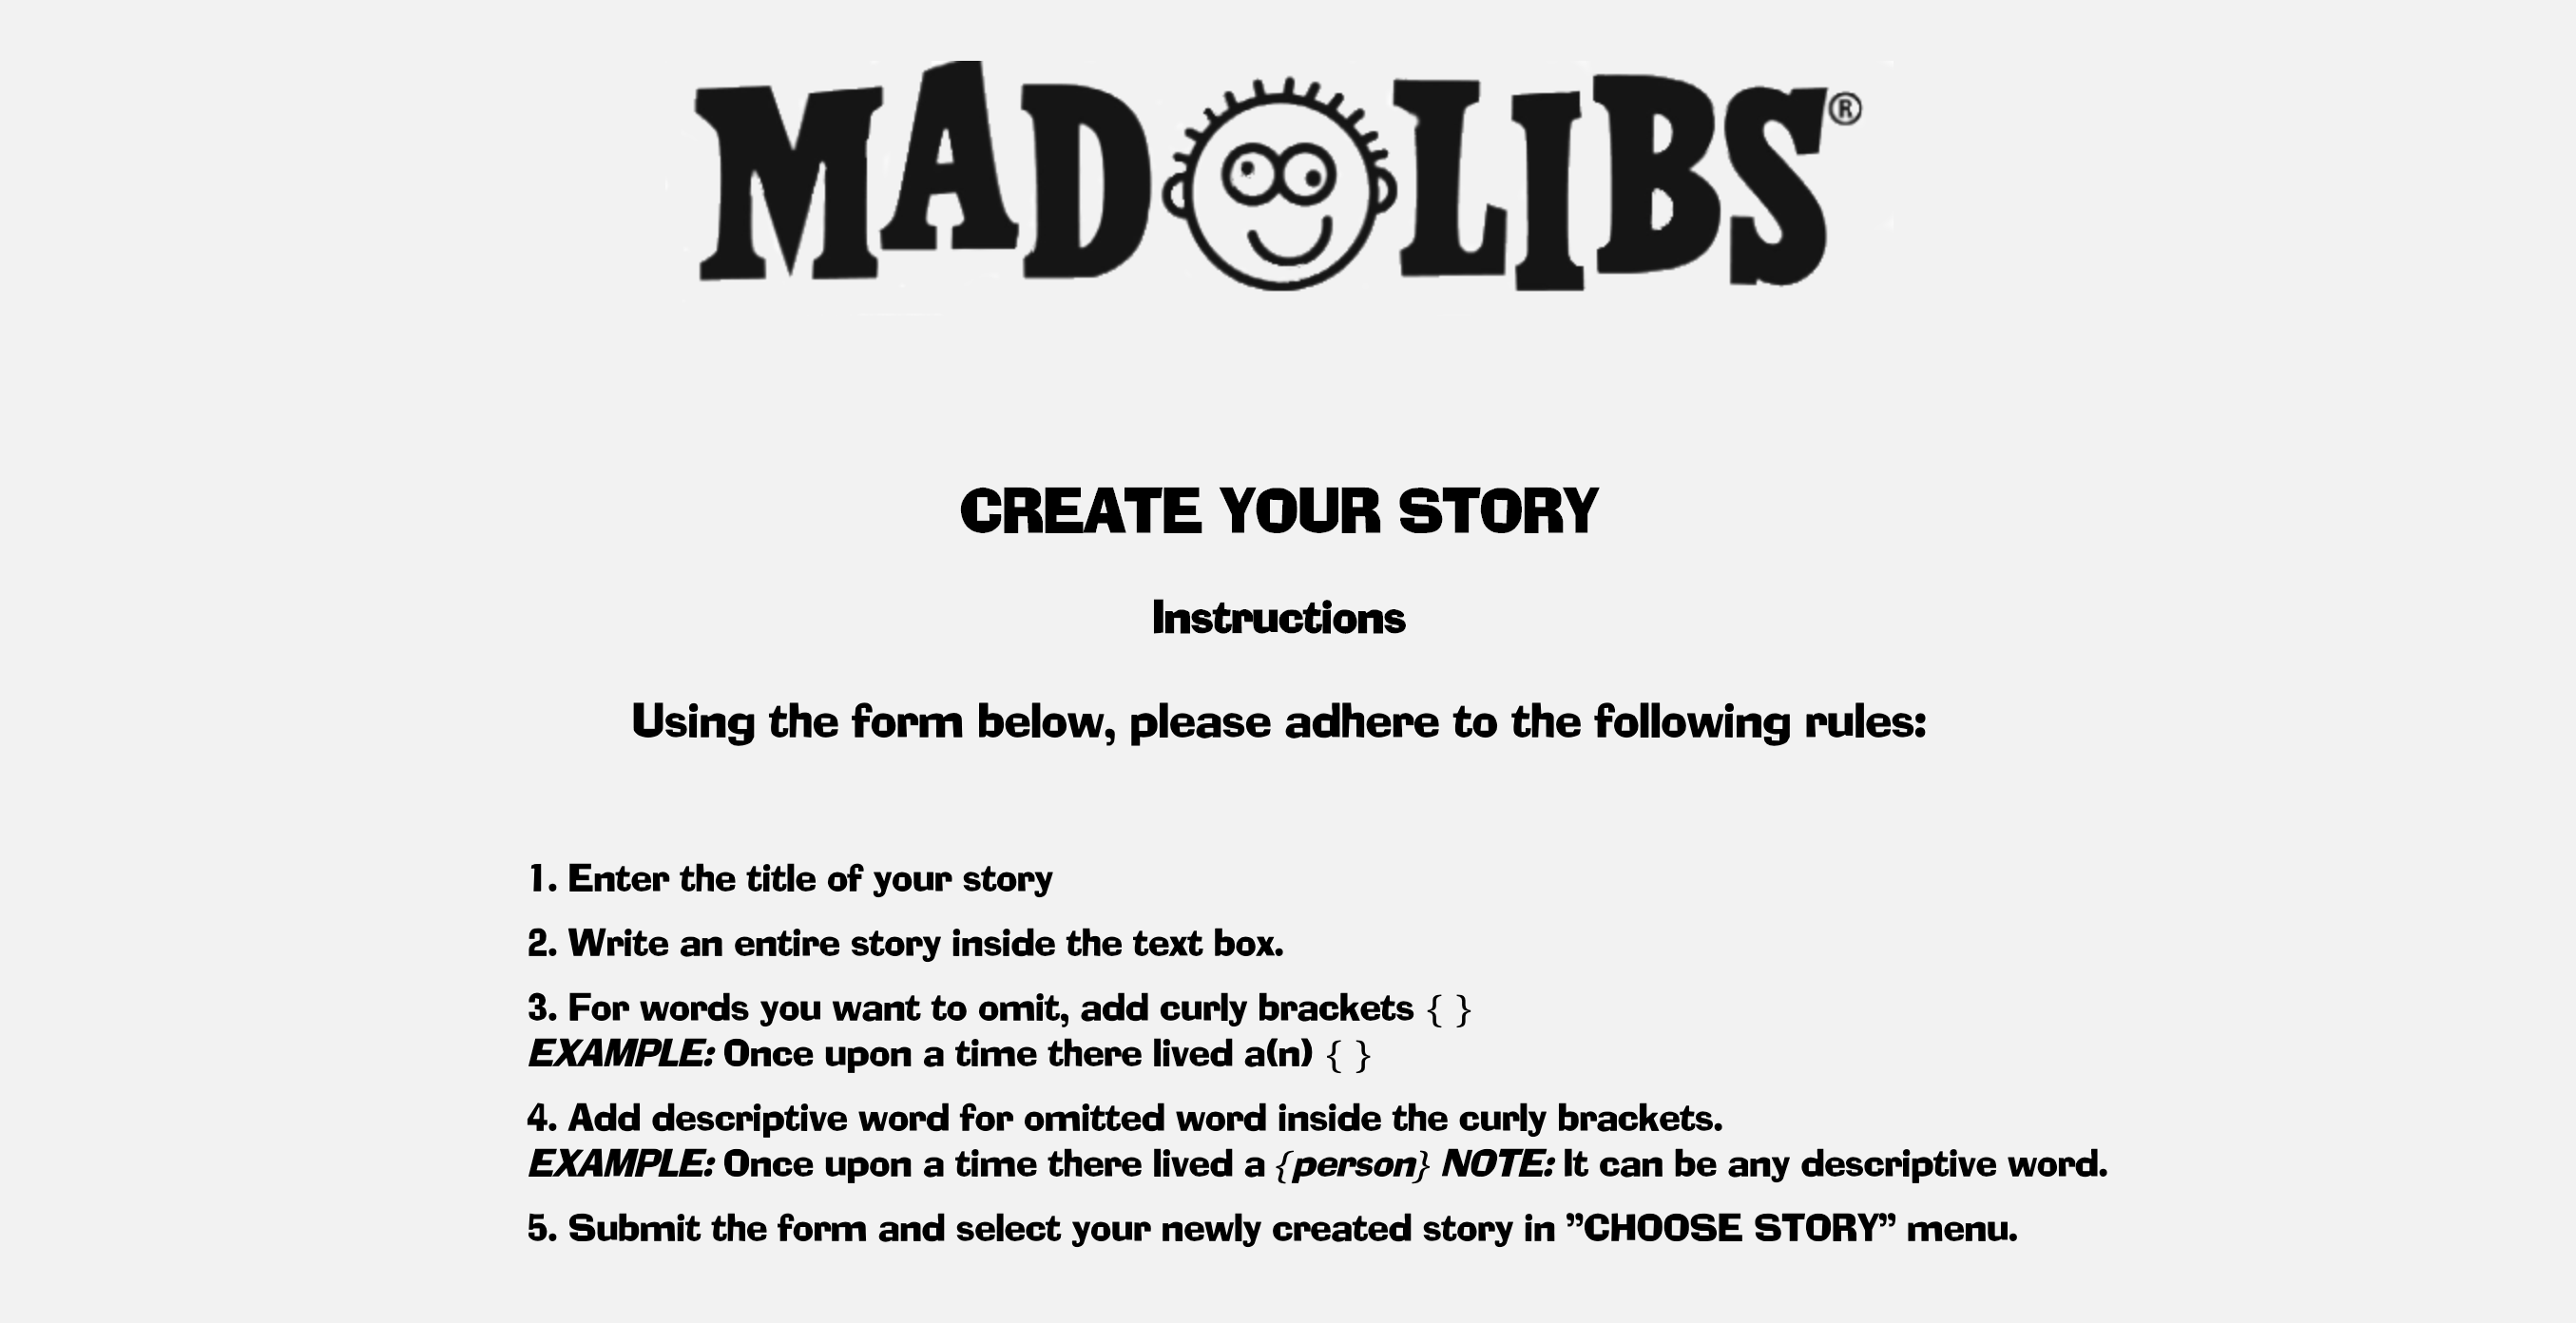 MAD LIBS®
CREATE YOUR STORY
Instructions
Using the form below, please adhere to the following rules:
1. Enter the title of your story
2. Write an entire story inside the text box.
3. For words you want to omit, add curly brackets { }
EXAMPLE: Once upon a time there lived a(n) { }
4. Add descriptive word for omitted word inside the curly brackets.
EXAMPLE: Once upon a time there lived a {person} NOTE: It can be any descriptive word.
5. Submit the form and select your newly created story in ”CHOOSE STORY” menu.